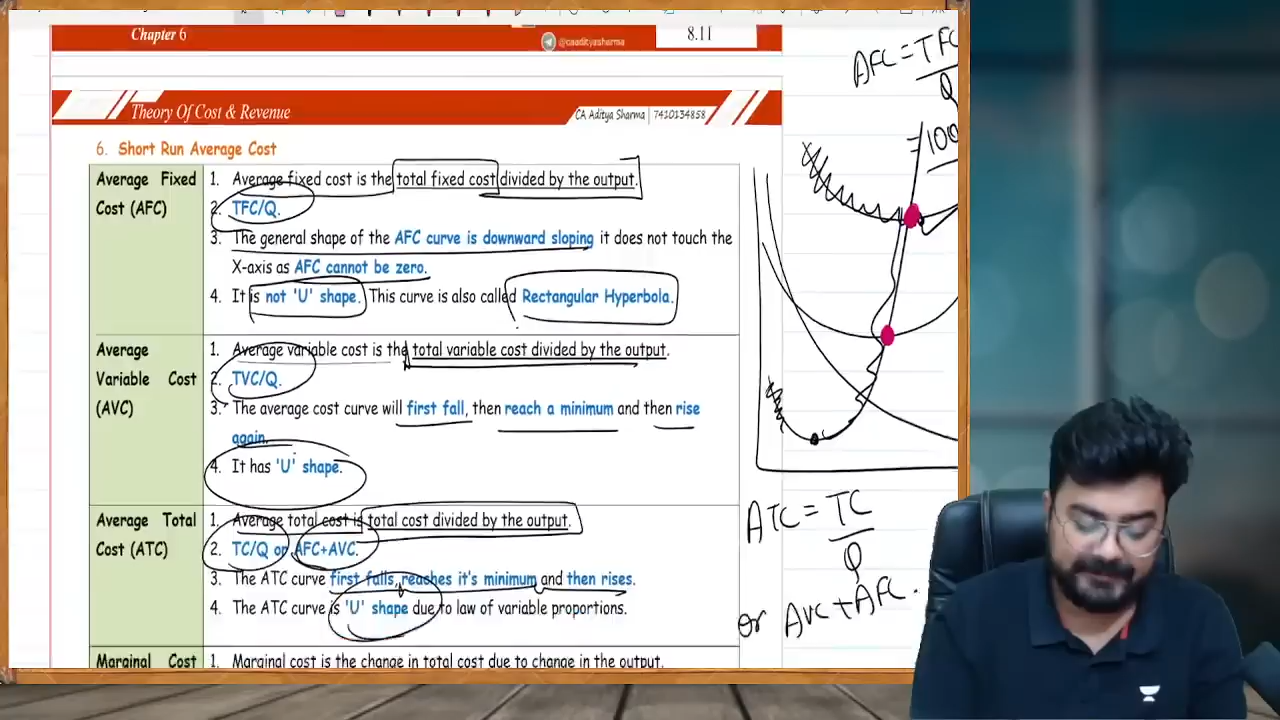 Chapter 6
@caadityasharma
8.11
Theory Of Cost & Revenue
CA Aditya Sharma | 7410134858
6. Short Run Average Cost
Average Fixed Cost (AFC)
1. Average fixed cost is the total fixed cost divided by the output.
2. TFC/Q.
3. The general shape of the AFC curve is downward sloping it does not touch the
X-axis as AFC cannot be zero.
4. It is not 'U' shape. This curve is also called Rectangular Hyperbola.
Average
Variable Cost
(AVC)
1. Average variable cost is the total variable cost divided by the output.
2. TVC/Q.
3. The average cost curve will first fall, then reach a minimum and then rise
again.
4. It has 'U' shape.
Average Total
Cost (ATC)
1. Average total cost is total cost divided by the output.
2. TC/Q or AFC+AVC.
3. The ATC curve first falls, reaches it's minimum and then rises.
4. The ATC curve is 'U' shape due to law of variable proportions.
Marginal Cost
1. Marginal cost is the change in total cost due to change in the output.
AFC = TFC
Q
= 100
ATC = TC
Q
or AVC + AFC.